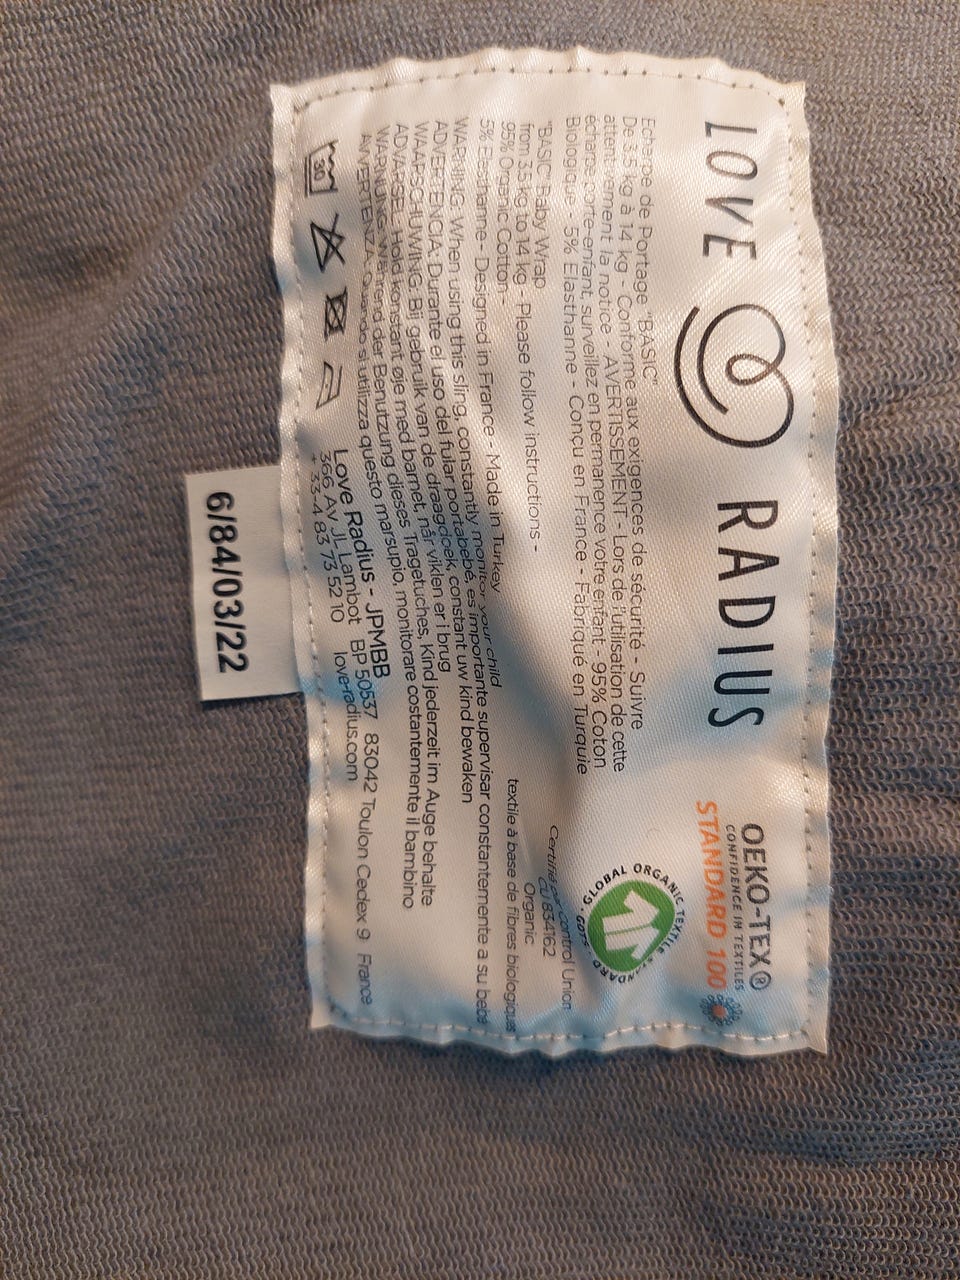 LOVE RADIUS
OEKO-TEX®
CONFIDENCE IN TEXTILES
STANDARD 100
Echarpe de Portage "BASIC"
De 3.5 kg à 14 kg - Conforme aux exigences de sécurité - Suivre
attentivement la notice - AVERTISSEMENT - Lors de l'utilisation de cette
écharpe porte-enfant, surveillez en permanence votre enfant - 95% Coton
Biologique - 5% Elasthanne - Conçu en France - Fabriqué en Turquie
GLOBAL ORGANIC TEXTILE STANDARD · GOTS ·
"BASIC" Baby Wrap
from 3.5 kg to 14 kg - Please follow instructions -
95% Organic Cotton -
5% Elasthanne - Designed in France - Made in Turkey
Certifié par Control Union
CU 834162
Organic
textile à base de fibres biologiques
WARNING: When using this sling, constantly monitor your child
ADVERTENCIA: Durante el uso del fular portabebé, es importante supervisar constantemente a su bebé
WAARSCHUWING: Bij gebruik van de draagdoek, constant uw kind bewaken
ADVARSEL: Hold konstant øje med barnet, når viklen er i brug
WARNUNG: Während der Benutzung dieses Tragetuches, Kind jederzeit im Auge behalte
AVVERTENZA: Quando si utilizza questo marsupio, monitorare costantemente il bambino
30
Love Radius - JPMBB
366 Av JL Lambot BP 50537 83042 Toulon Cedex 9 France
+ 33-4 83 73 52 10 love-radius.com
6/84/03/22